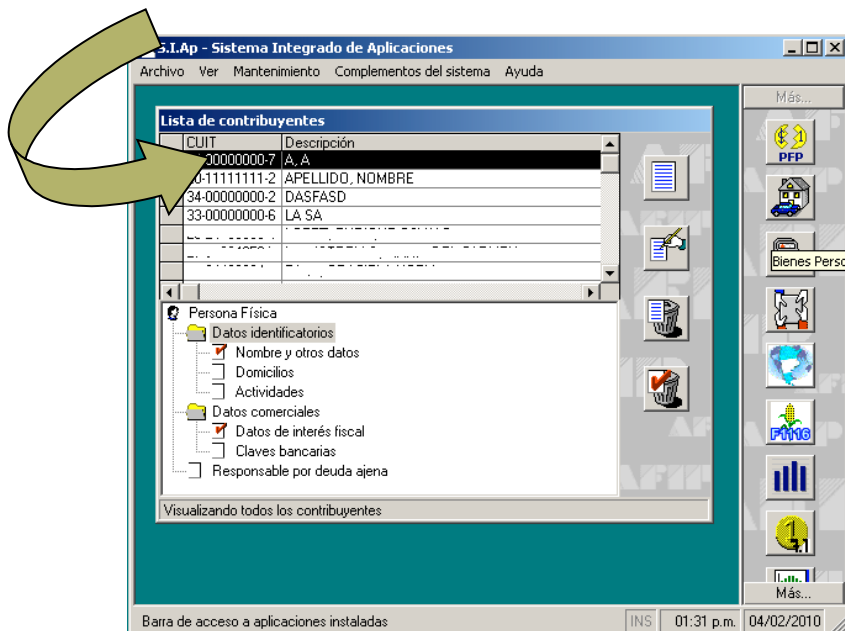 S.I.Ap - Sistema Integrado de Aplicaciones
Archivo Ver Mantenimiento Complementos del sistema Ayuda
Más...
Lista de contribuyentes
CUIT Descripción
00000000-7 A, A
0-11111111-2 APELLIDO, NOMBRE
34-00000000-2 DASFASD
33-00000000-6 LA SA
PFP
Bienes Perso
Persona Física
Datos identificatorios
Nombre y otros datos
Domicilios
Actividades
Datos comerciales
Datos de interés fiscal
Claves bancarias
Responsable por deuda ajena
F1116
7.1
Visualizando todos los contribuyentes
Más...
Barra de acceso a aplicaciones instaladas INS 01:31 p.m. 04/02/2010